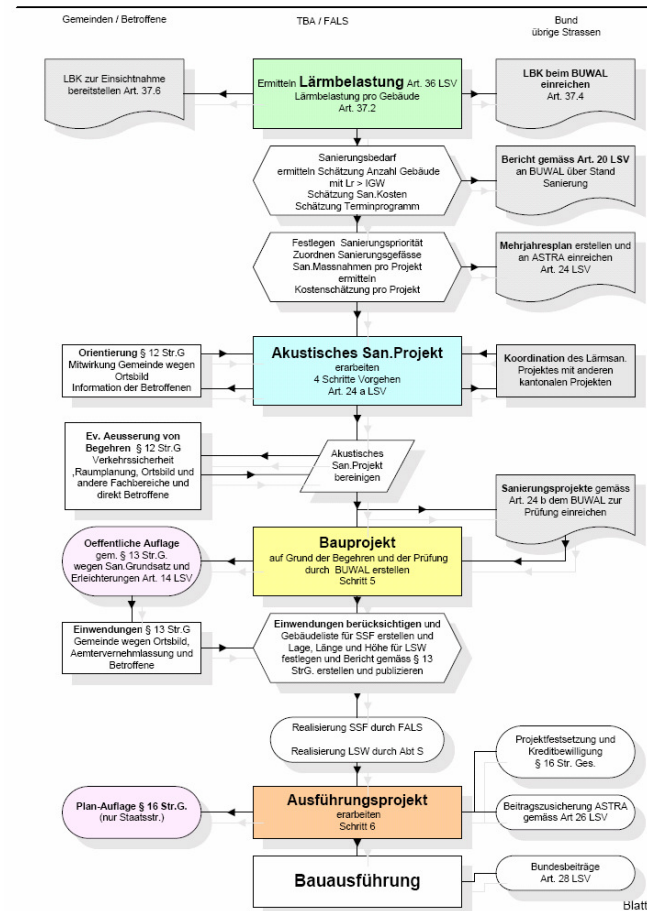 Gemeinden / Betroffene
TBA / FALS
Bund
übrige Strassen
LBK zur Einsichtnahme
bereitstellen Art. 37.6
Ermitteln Lärmbelastung Art. 36 LSV
Lärmbelastung pro Gebäude
Art. 37.2
LBK beim BUWAL
einreichen
Art. 37.4
Sanierungsbedarf
ermitteln Schätzung Anzahl Gebäude
mit Lr > IGW
Schätzung San.Kosten
Schätzung Terminprogramm
Bericht gemäss Art. 20 LSV
an BUWAL über Stand
Sanierung
Festlegen Sanierungspriorität
Zuordnen Sanierungsgefässe
San.Massnahmen pro Projekt
ermitteln
Kostenschätzung pro Projekt
Mehrjahresplan erstellen und
an ASTRA einreichen
Art. 24 LSV
Orientierung § 12 Str.G
Mitwirkung Gemeinde wegen
Ortsbild
Information der Betroffenen
Akustisches San.Projekt
erarbeiten
4 Schritte Vorgehen
Art. 24 a LSV
Koordination des Lärmsan.
Projektes mit anderen
kantonalen Projekten
Ev. Aeusserung von
Begehren § 12 Str.G
Verkehrssicherheit
,Raumplanung, Ortsbild und
andere Fachbereiche und
direkt Betroffene
Akustisches
San.Projekt
bereinigen
Sanierungsprojekte gemäss
Art. 24 b dem BUWAL zur
Prüfung einreichen
Oeffentliche Auflage
gem. § 13 Str.G.
wegen San.Grundsatz und
Erleichterungen Art. 14 LSV
Bauprojekt
auf Grund der Begehren und der Prüfung
durch BUWAL erstellen
Schritt 5
Einwendungen § 13 Str.G
Gemeinde wegen Ortsbild,
Aemtervernehmlassung und
Betroffene
Einwendungen berücksichtigen und
Gebäudeliste für SSF erstellen und
Lage, Länge und Höhe für LSW
festlegen und Bericht gemäss § 13
StrG. erstellen und publizieren
Realisierung SSF durch FALS
Realisierung LSW durch Abt S
Projektfestsetzung und
Kreditbewilligung
§ 16 Str. Ges.
Plan-Auflage § 16 Str.G.
(nur Staatsstr.)
Ausführungsprojekt
erarbeiten
Schritt 6
Beitragszusicherung ASTRA
gemäss Art 26 LSV
Bauausführung
Bundesbeiträge
Art. 28 LSV
Blatt